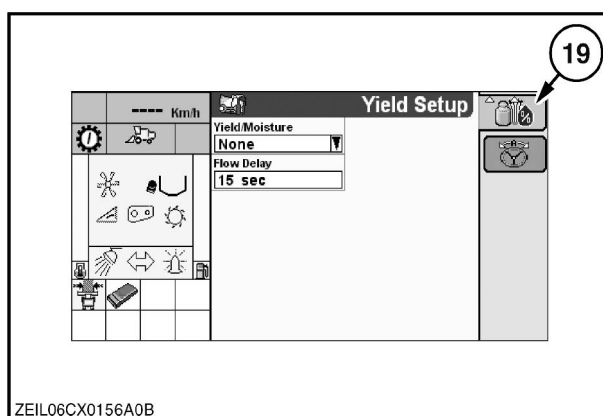 19
---- Km/h
Yield Setup
Yield/Moisture
None
Flow Delay
15 sec
%
ZEIL06CX0156A0B